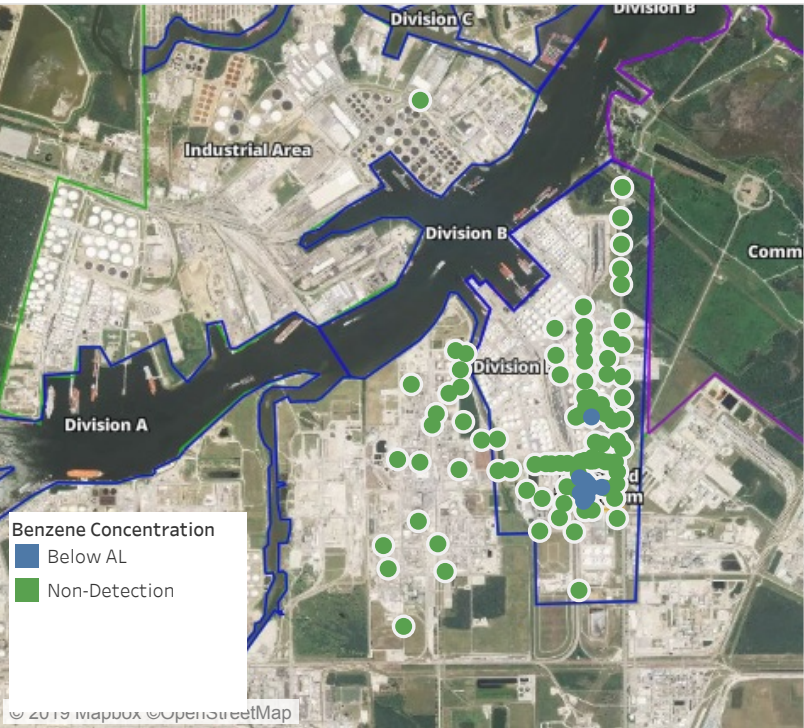 Division B
Division C
Industrial Area
Division B
Comm
Division
Division A
d
m
Benzene Concentration
Below AL
Non-Detection
© 2019 Mapbox ©OpenStreetMap